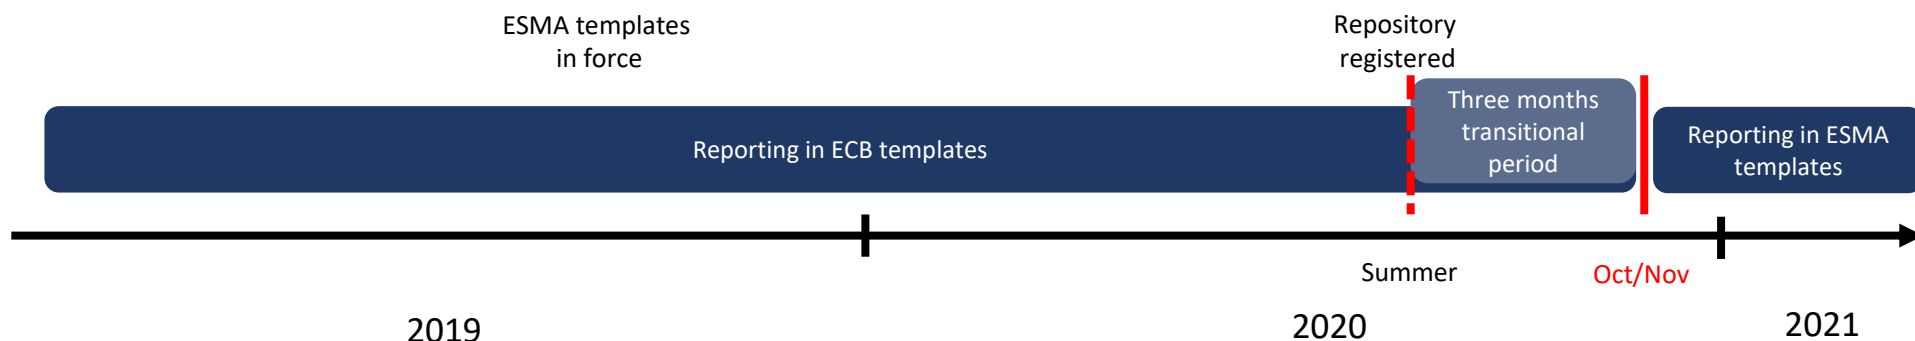 ESMA templates
in force
Repository
registered
Reporting in ECB templates
Three months
transitional
period
Reporting in ESMA
templates
Summer
Oct/Nov
2019
2020
2021